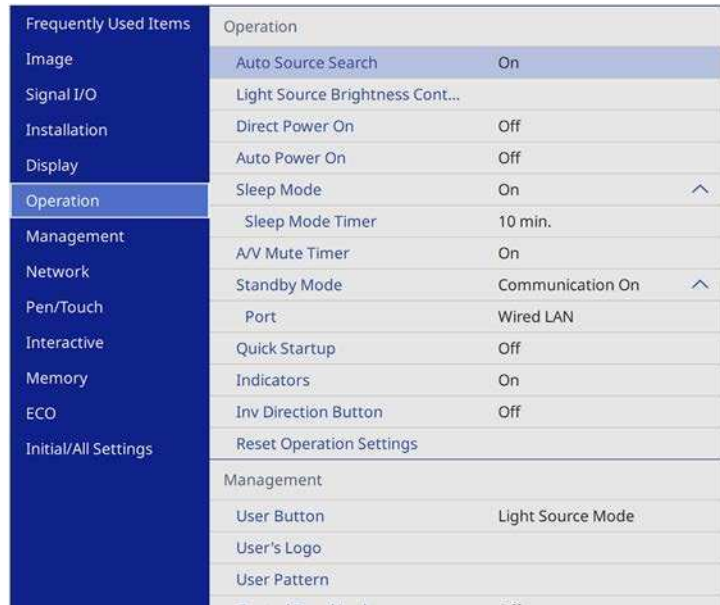 Frequently Used Items
Image
Signal I/O
Installation
Display
Operation
Management
Network
Pen/Touch
Interactive
Memory
ECO
Initial/All Settings
Operation
Auto Source Search On
Light Source Brightness Cont...
Direct Power On Off
Auto Power On Off
Sleep Mode On
Sleep Mode Timer 10 min.
A/V Mute Timer On
Standby Mode Communication On
Port Wired LAN
Quick Startup Off
Indicators On
Inv Direction Button Off
Reset Operation Settings
Management
User Button Light Source Mode
User's Logo
User Pattern